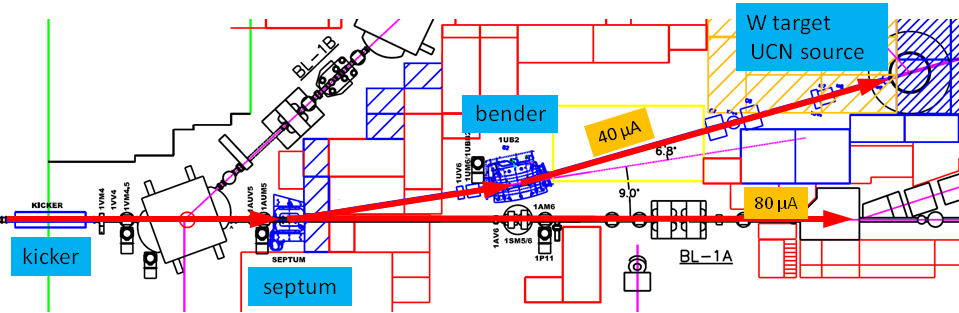 W target
UCN source
BL-1B
bender
40 µA
1UB2
1UV6
1UM6/1UBB2
6.8°
9.0°
KICKER
1VM4
1VV4
1VM4.5
1AUV5
1AUM5
80 µA
1AM6
1AV6
1SM5/6
1P11
SEPTUM
BL-1A
kicker
septum